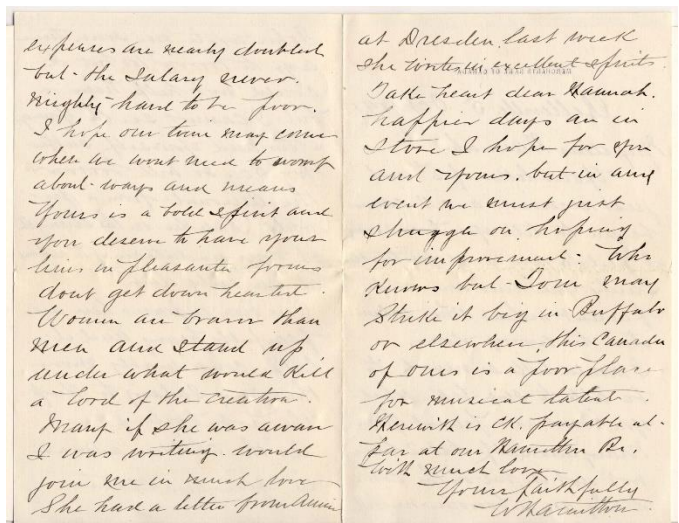 expenses are nearly doubled
but the salary never.
Mighty hard to be poor.
I hope our turn may come
when we wont need to worry
about ways and means
Yours is a bold spirit and
you deserve to have your
lines in pleasanter forms
dont get down hearted.
Women are braver than
men and stand up
under what would kill
a lord of the creation.
Mary if she was aware
I was writing would
join me in much love
She had a letter from Annie
at Dresden last week
she writes in excellent spirits.
Take heart dear Hannah.
happier days are in
store I hope for you
and yours. but in any
event we must just
struggle on hoping
for improvement. Who
knows but Tom may
Strike it big in Buffalo
or elsewhere, this Canada
of ours is a poor place
for musical talent.
Herewith is ck. payable at
par at our Hamilton Br.
With much love
Yours faithfully
W Hamilton